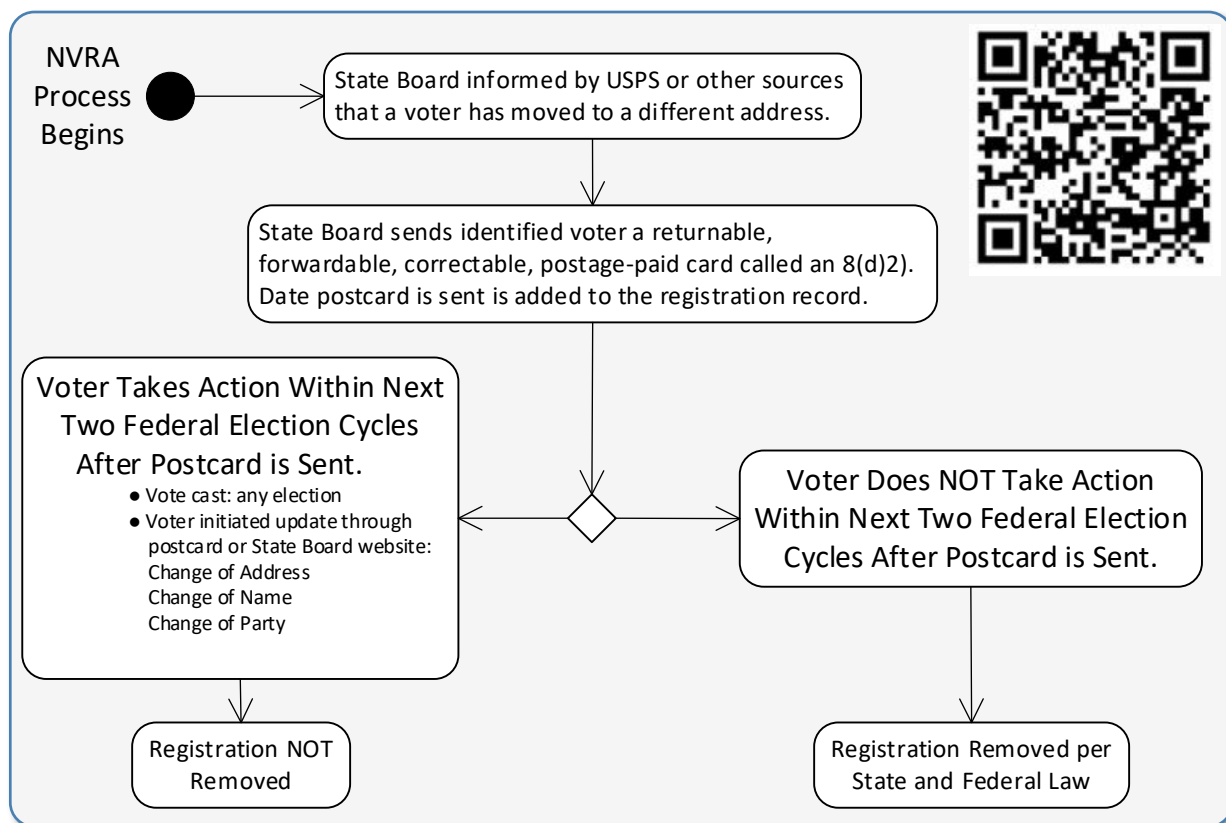 NVRA
Process
Begins
State Board informed by USPS or other sources
that a voter has moved to a different address.
State Board sends identified voter a returnable,
forwardable, correctable, postage-paid card called an 8(d)2).
Date postcard is sent is added to the registration record.
Voter Takes Action Within Next
Two Federal Election Cycles
After Postcard is Sent.
● Vote cast: any election
● Voter initiated update through
postcard or State Board website:
Change of Address
Change of Name
Change of Party
Voter Does NOT Take Action
Within Next Two Federal Election
Cycles After Postcard is Sent.
Registration NOT
Removed
Registration Removed per
State and Federal Law